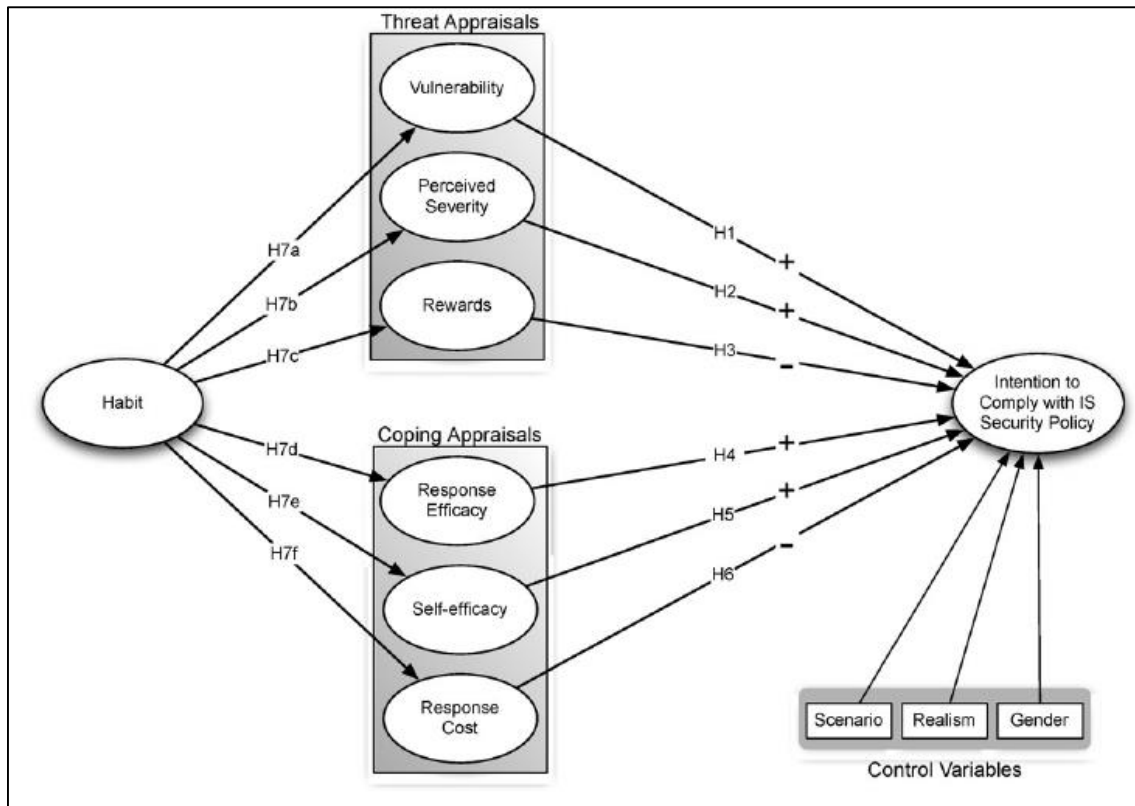 Threat Appraisals
Vulnerability
Perceived
Severity
Rewards
H7a
H7b
H7c
Habit
H7d
H7e
H7f
Coping Appraisals
Response
Efficacy
Self-efficacy
Response
Cost
H1
+
H2
+
H3
-
H4
+
H5
+
H6
-
Intention to
Comply with IS
Security Policy
Scenario
Realism
Gender
Control Variables